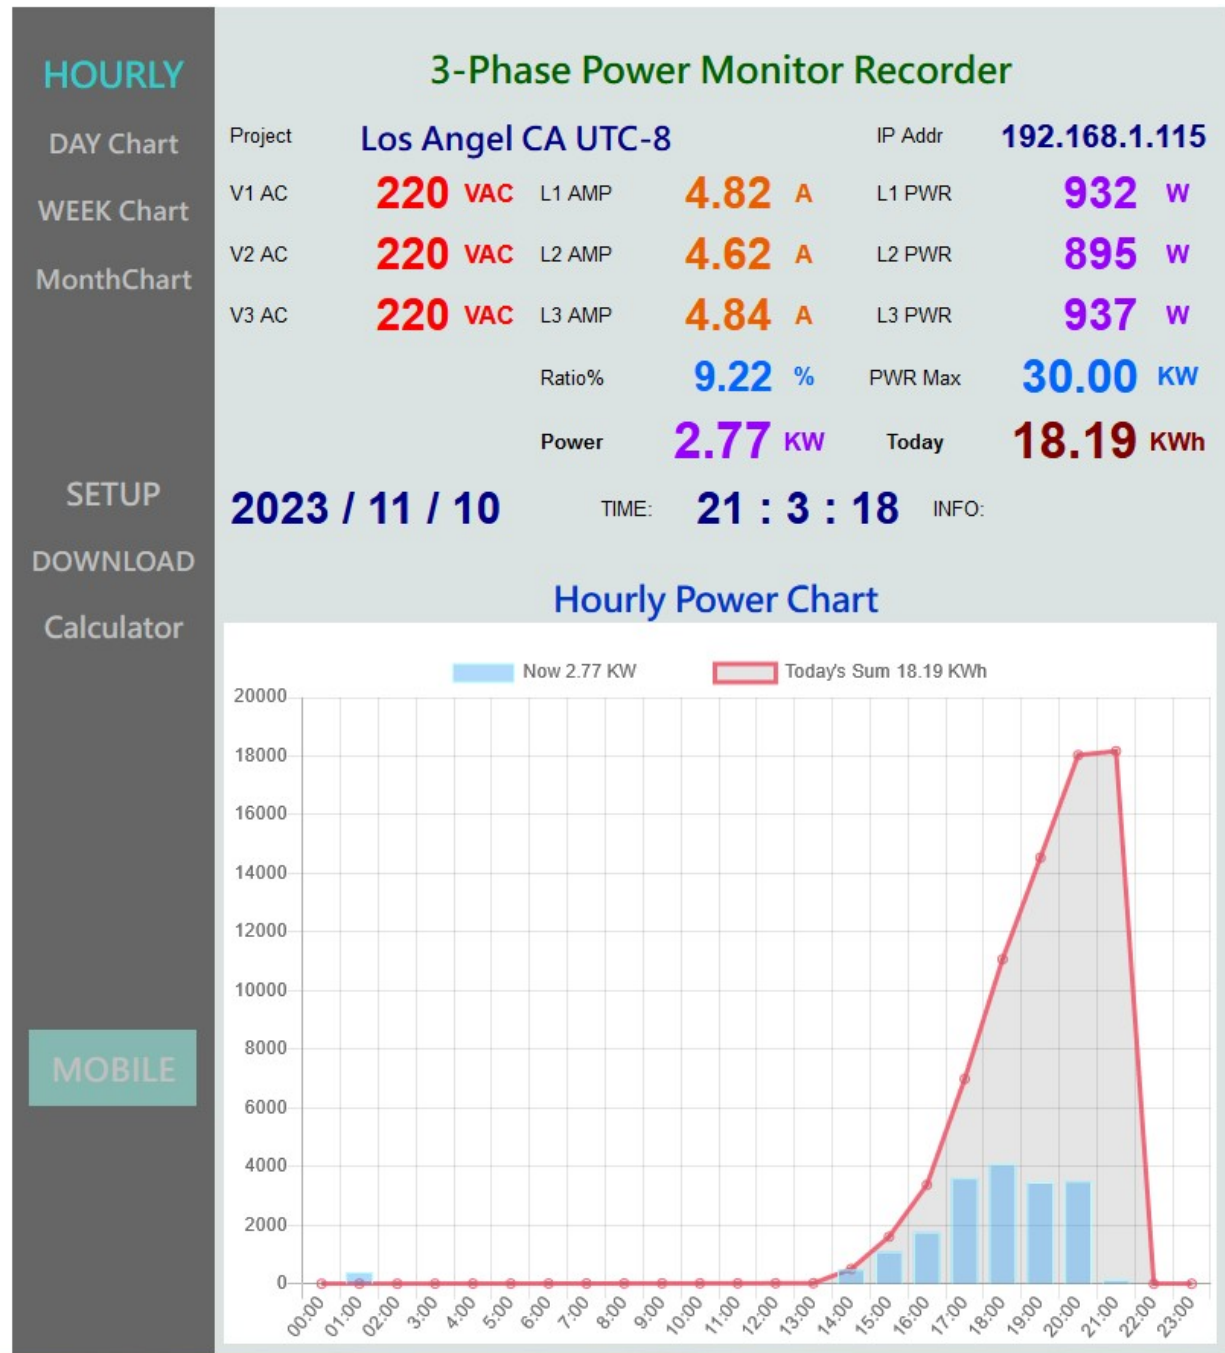 HOURLY
DAY Chart
WEEK Chart
MonthChart
SETUP
DOWNLOAD
Calculator
MOBILE
3-Phase Power Monitor Recorder
Project Los Angel CA UTC-8 IP Addr 192.168.1.115
V1 AC 220 VAC L1 AMP 4.82 A L1 PWR 932 W
V2 AC 220 VAC L2 AMP 4.62 A L2 PWR 895 W
V3 AC 220 VAC L3 AMP 4.84 A L3 PWR 937 W
Ratio% 9.22 % PWR Max 30.00 KW
Power 2.77 KW Today 18.19 KWh
2023 / 11 / 10 TIME: 21 : 3 : 18 INFO:
Hourly Power Chart
Now 2.77 KW Today's Sum 18.19 KWh
20000
18000
16000
14000
12000
10000
8000
6000
4000
2000
0
00:00 01:00 02:00 3:00 4:00 5:00 6:00 7:00 8:00 9:00 10:00 11:00 12:00 13:00 14:00 15:00 16:00 17:00 18:00 19:00 20:00 21:00 22:00 23:00